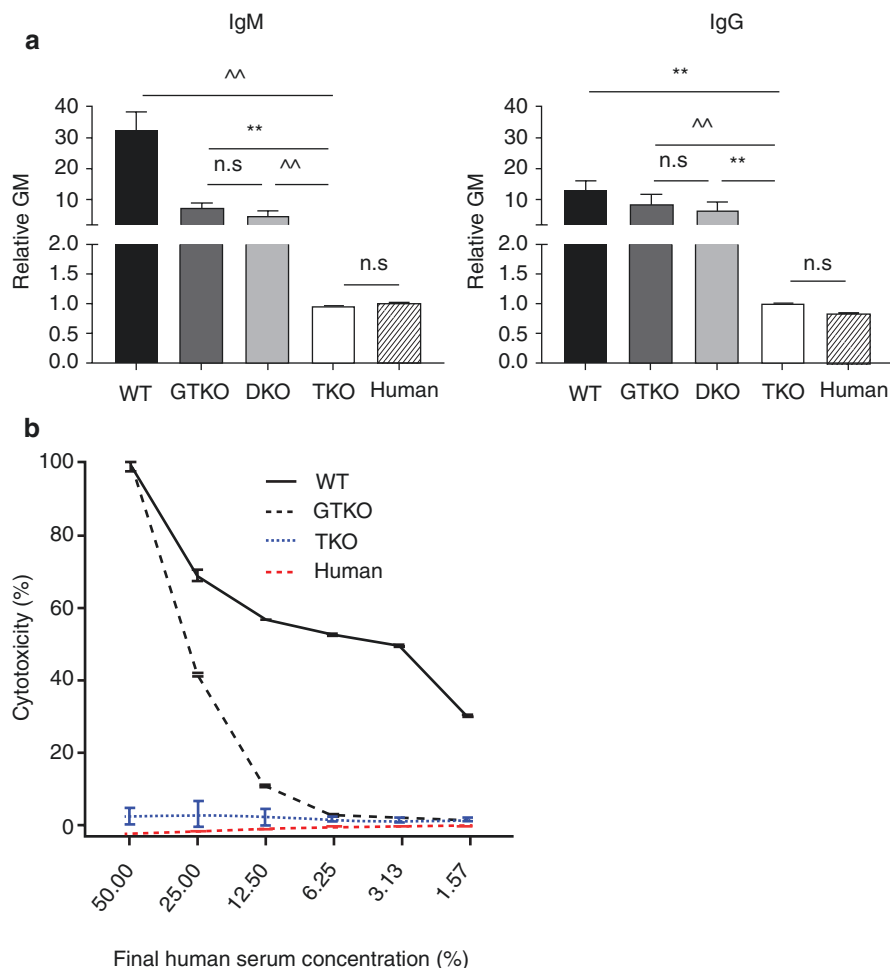 a
IgM
IgG
Relative GM
40
30
20
10
2.0
1.5
1.0
0.5
0.0
^^
**
n.s
^^
n.s
WT
GTKO
DKO
TKO
Human
Relative GM
40
30
20
10
2.0
1.5
1.0
0.5
0.0
**
^^
n.s
**
n.s
WT
GTKO
DKO
TKO
Human
b
Cytotoxicity (%)
100
80
60
40
20
0
WT
GTKO
TKO
Human
50.00
25.00
12.50
6.25
3.13
1.57
Final human serum concentration (%)